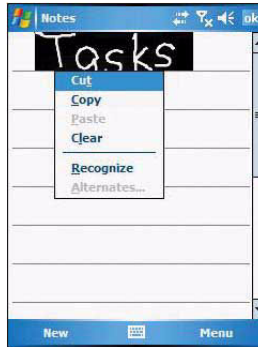 Notes ok
Tasks
Cut
Copy
Paste
Clear
Recognize
Alternates...
New Menu